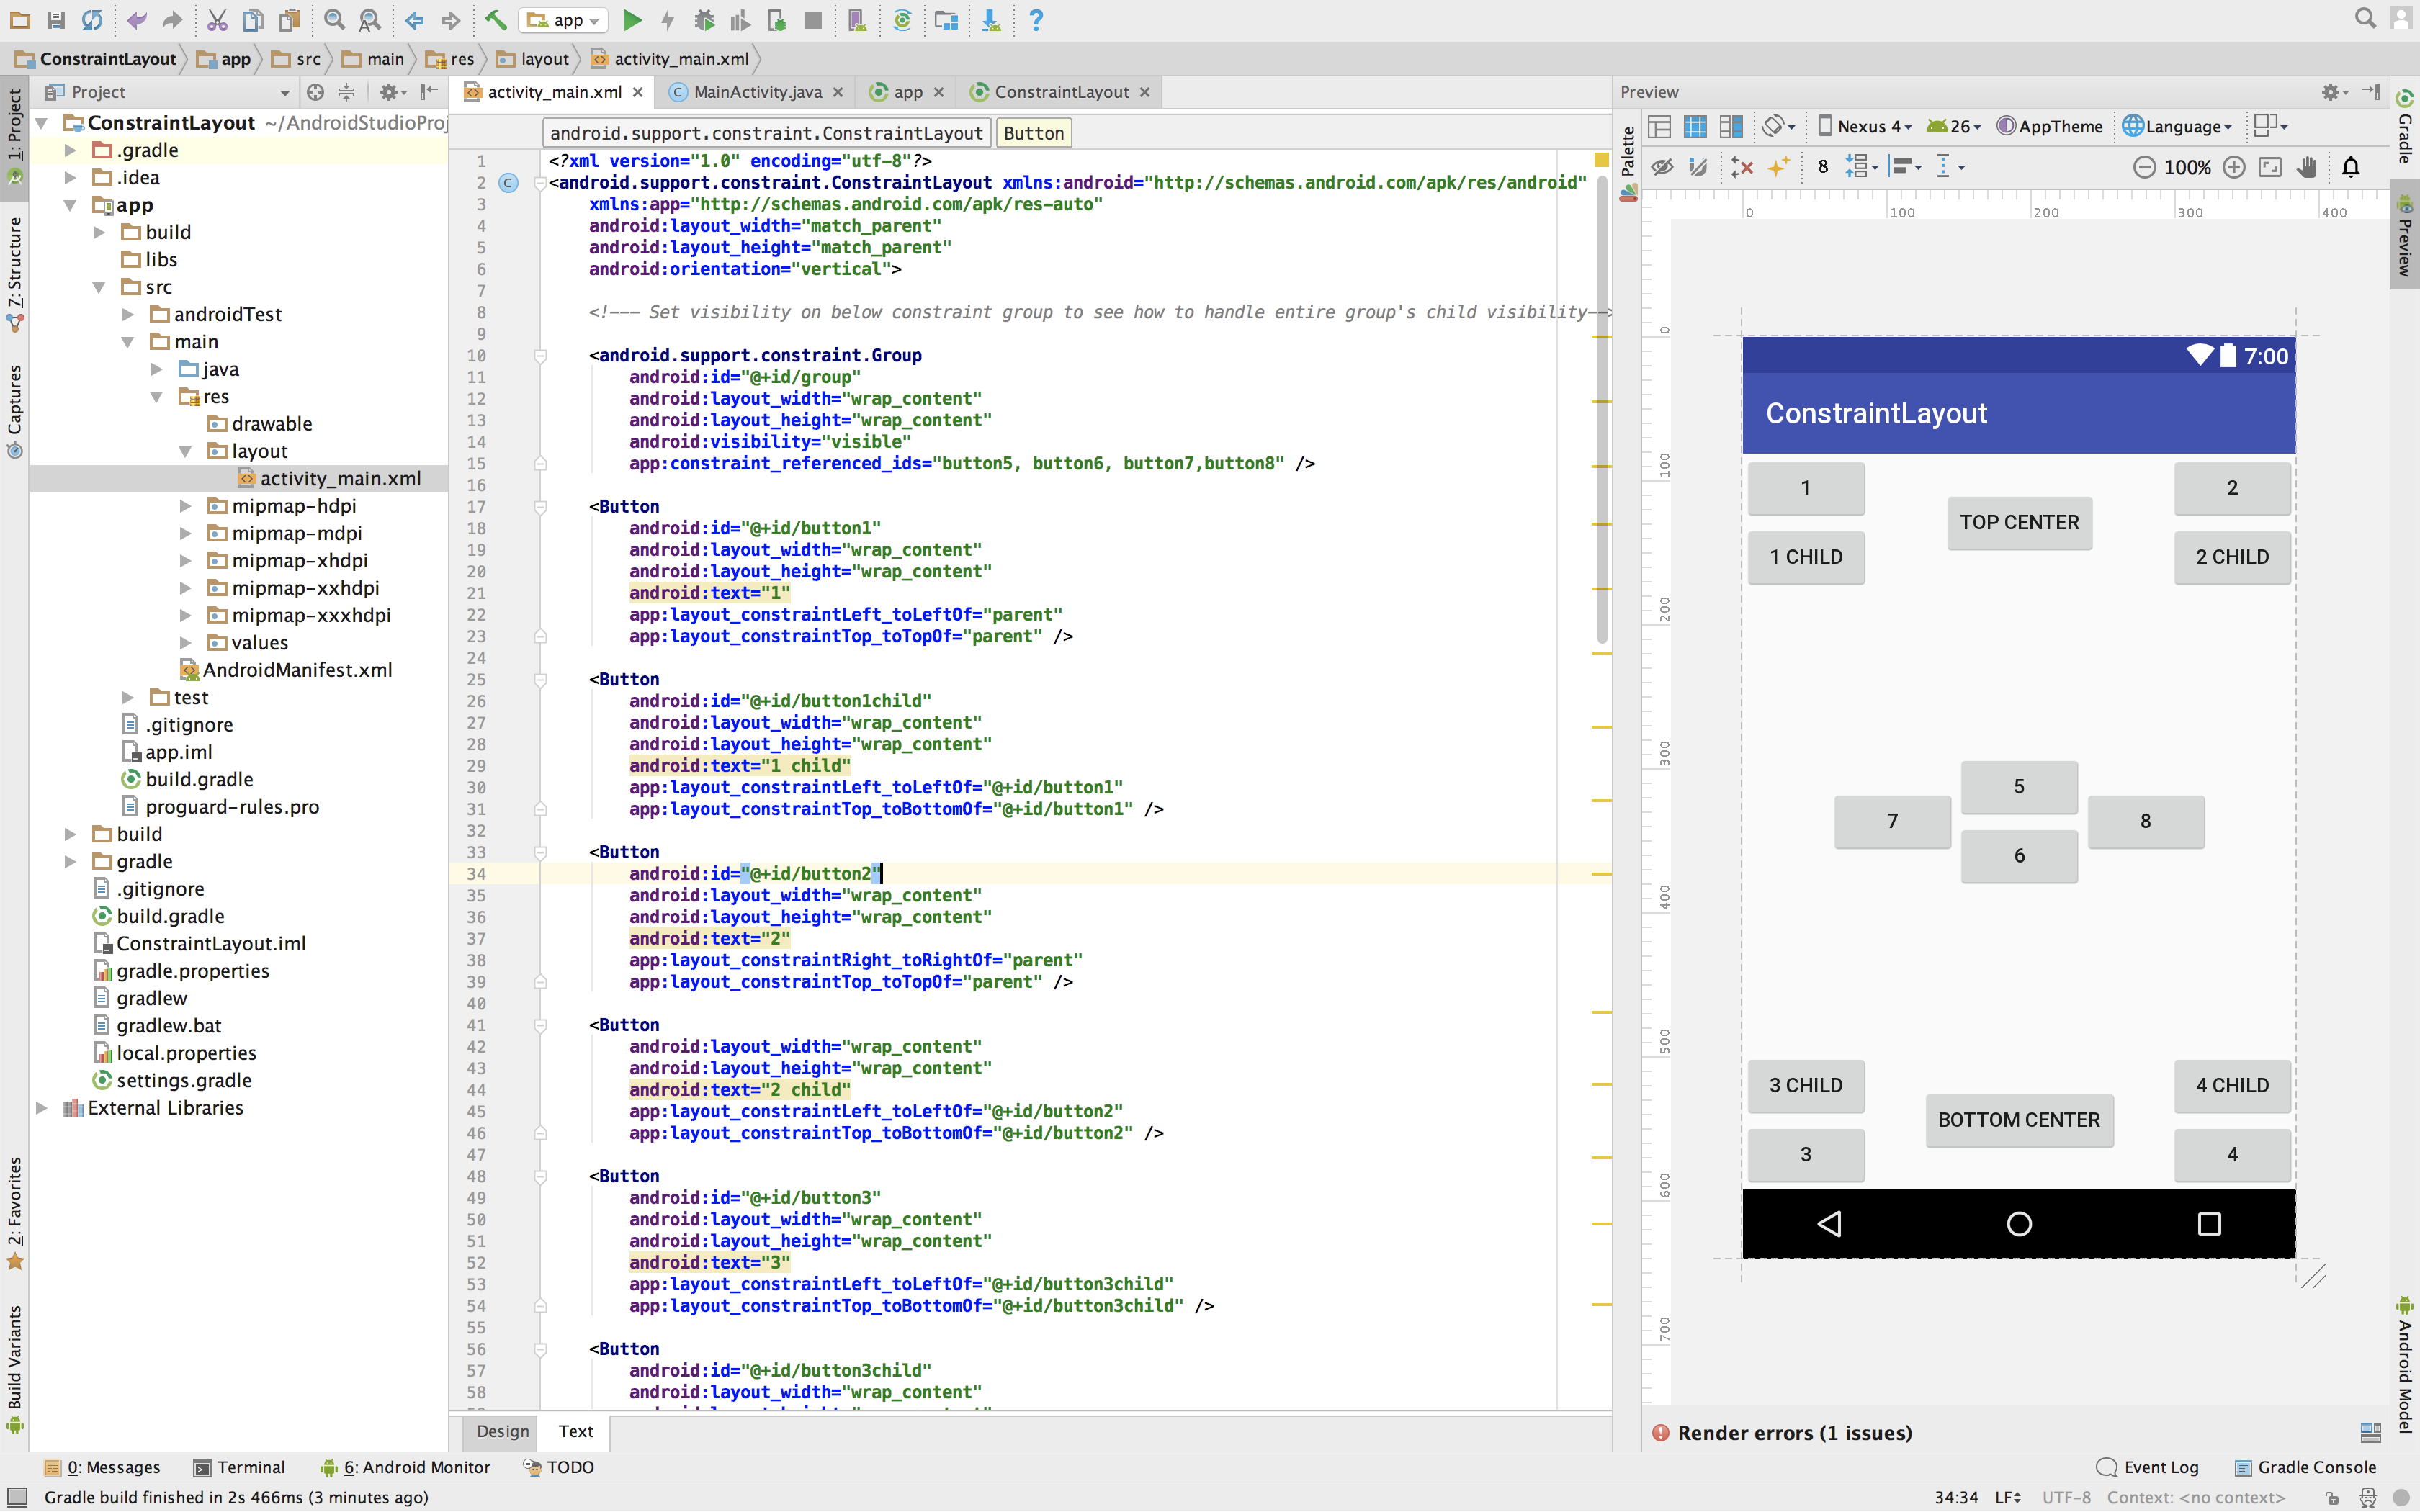 app
ConstraintLayout app src main res layout activity_main.xml
Project
activity_main.xml MainActivity.java app ConstraintLayout
Preview
1: Project
7: Structure
Captures
2: Favorites
Build Variants
ConstraintLayout ~/AndroidStudioProj
.gradle
.idea
app
build
libs
src
androidTest
main
java
res
drawable
layout
activity_main.xml
mipmap-hdpi
mipmap-mdpi
mipmap-xhdpi
mipmap-xxhdpi
mipmap-xxxhdpi
values
AndroidManifest.xml
test
.gitignore
app.iml
build.gradle
proguard-rules.pro
build
gradle
.gitignore
build.gradle
ConstraintLayout.iml
gradle.properties
gradlew
gradlew.bat
local.properties
settings.gradle
External Libraries
android.support.constraint.ConstraintLayout Button
1 <?xml version="1.0" encoding="utf-8"?>
2 <android.support.constraint.ConstraintLayout xmlns:android="http://schemas.android.com/apk/res/android"
3 xmlns:app="http://schemas.android.com/apk/res-auto"
4 android:layout_width="match_parent"
5 android:layout_height="match_parent"
6 android:orientation="vertical">
7
8 <!--- Set visibility on below constraint group to see how to handle entire group's child visibility-->
9
10 <android.support.constraint.Group
11 android:id="@+id/group"
12 android:layout_width="wrap_content"
13 android:layout_height="wrap_content"
14 android:visibility="visible"
15 app:constraint_referenced_ids="button5, button6, button7,button8" />
16
17 <Button
18 android:id="@+id/button1"
19 android:layout_width="wrap_content"
20 android:layout_height="wrap_content"
21 android:text="1"
22 app:layout_constraintLeft_toLeftOf="parent"
23 app:layout_constraintTop_toTopOf="parent" />
24
25 <Button
26 android:id="@+id/button1child"
27 android:layout_width="wrap_content"
28 android:layout_height="wrap_content"
29 android:text="1 child"
30 app:layout_constraintLeft_toLeftOf="@+id/button1"
31 app:layout_constraintTop_toBottomOf="@+id/button1" />
32
33 <Button
34 android:id="@+id/button2"
35 android:layout_width="wrap_content"
36 android:layout_height="wrap_content"
37 android:text="2"
38 app:layout_constraintRight_toRightOf="parent"
39 app:layout_constraintTop_toTopOf="parent" />
40
41 <Button
42 android:layout_width="wrap_content"
43 android:layout_height="wrap_content"
44 android:text="2 child"
45 app:layout_constraintLeft_toLeftOf="@+id/button2"
46 app:layout_constraintTop_toBottomOf="@+id/button2" />
47
48 <Button
49 android:id="@+id/button3"
50 android:layout_width="wrap_content"
51 android:layout_height="wrap_content"
52 android:text="3"
53 app:layout_constraintLeft_toLeftOf="@+id/button3child"
54 app:layout_constraintTop_toBottomOf="@+id/button3child" />
55
56 <Button
57 android:id="@+id/button3child"
58 android:layout_width="wrap_content"
Design Text
Palette
Nexus 4 26 AppTheme Language
8 100%
0 100 200 300 400
0
100
200
300
400
500
600
700
7:00
ConstraintLayout
1 2
TOP CENTER
1 CHILD 2 CHILD
5
7 8
6
3 CHILD 4 CHILD
BOTTOM CENTER
3 4
Render errors (1 issues)
Gradle
Preview
Android Model
0: Messages Terminal 6: Android Monitor TODO Event Log Gradle Console
Gradle build finished in 2s 466ms (3 minutes ago) 34:34 LF UTF-8 Context: <no context>